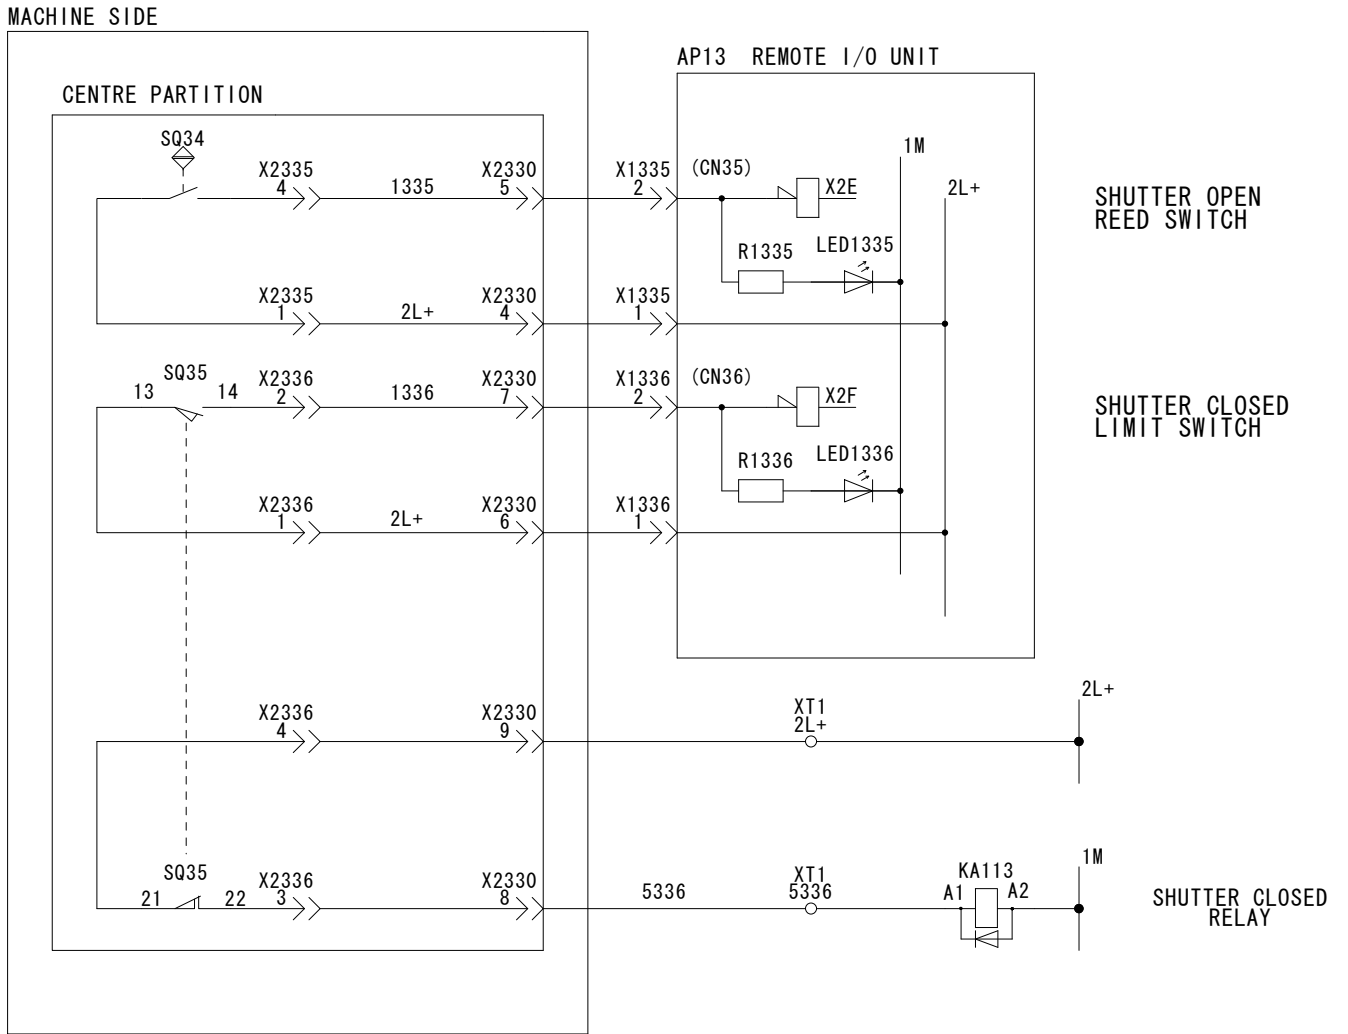 MACHINE SIDE
AP13 REMOTE I/O UNIT
CENTRE PARTITION
SQ34
1M
X2335
4
1335
X2330
5
X1335
2
(CN35)
X2E
2L+
SHUTTER OPEN
REED SWITCH
R1335
LED1335
X2335
1
2L+
X2330
4
X1335
1
SQ35
13
14
X2336
2
1336
X2330
7
X1336
2
(CN36)
X2F
SHUTTER CLOSED
LIMIT SWITCH
R1336
LED1336
X2336
1
2L+
X2330
6
X1336
1
2L+
X2336
4
X2330
9
XT1
2L+
1M
SQ35
21
22
X2336
3
X2330
8
5336
XT1
5336
KA113
A1
A2
SHUTTER CLOSED
RELAY